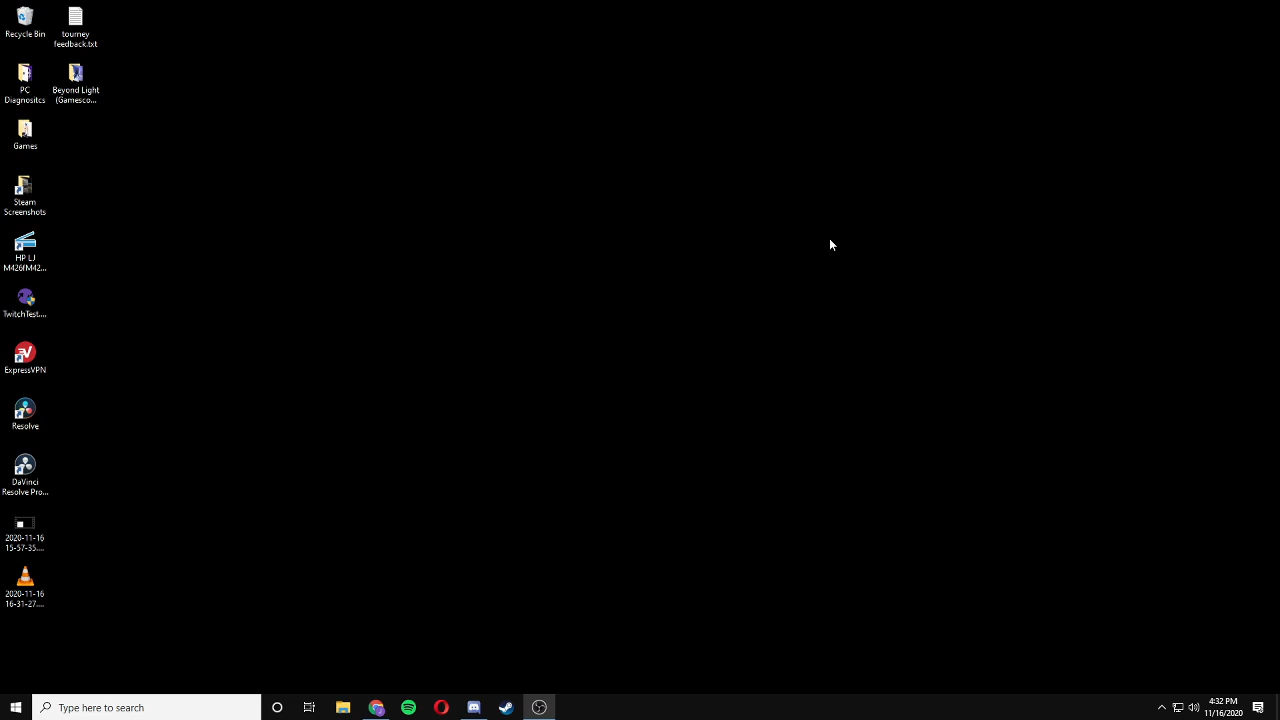 Recycle Bin
tourney
feedback.txt
PC
Diagnositcs
Beyond Light
(Gamesco...
Games
Steam
Screenshots
HP LJ
M426fM42...
TwitchTest....
ExpressVPN
Resolve
DaVinci
Resolve Pro...
2020-11-16
15-57-35....
2020-11-16
16-31-27....
Type here to search
4:32 PM
11/16/2020